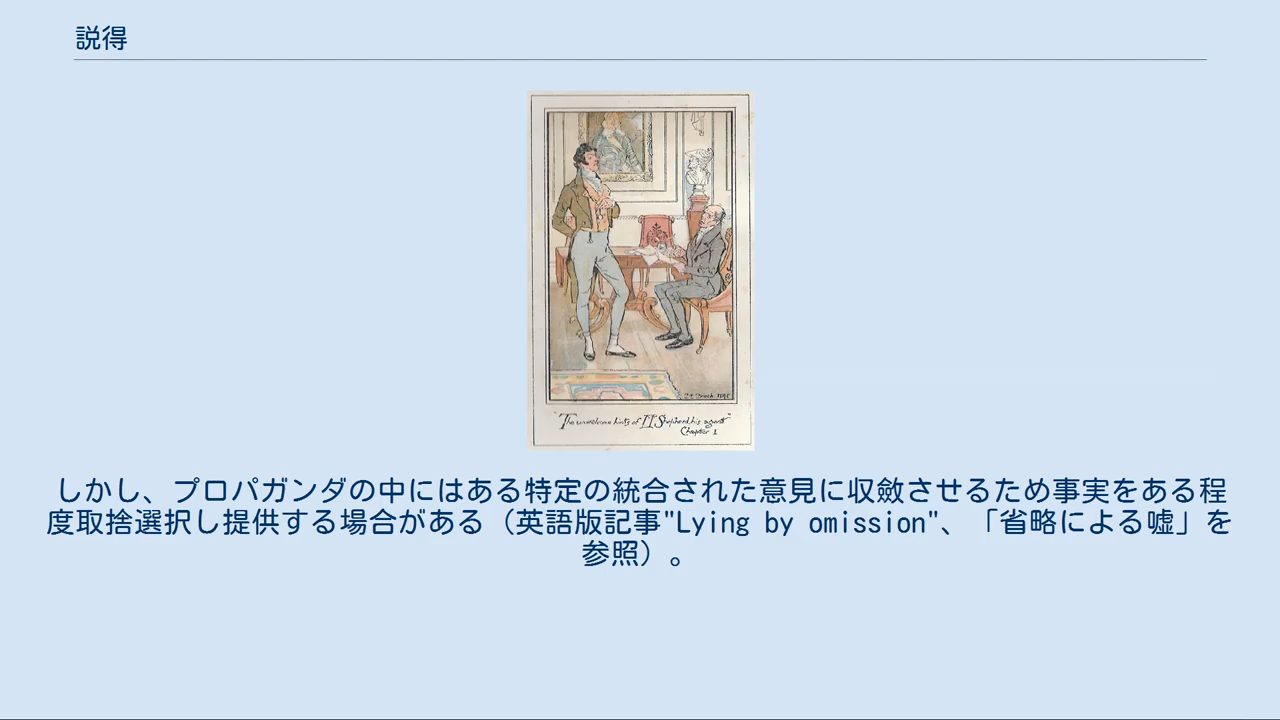 説得
"The unwelcome hints of Mr Shepherd, his agent"
Chapter 1
しかし、プロパガンダの中にはある特定の統合された意見に収斂させるため事実をある程
度取捨選択し提供する場合がある（英語版記事"Lying by omission"、「省略による嘘」を
参照）。